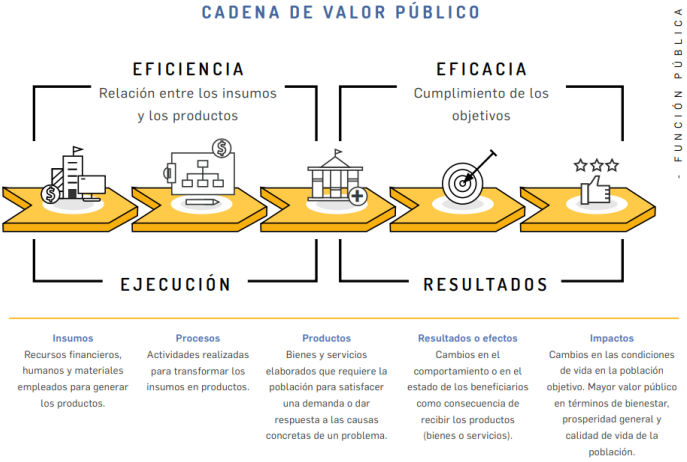 CADENA DE VALOR PÚBLICO
- FUNCIÓN PÚBLICA
EFICIENCIA
Relación entre los insumos
y los productos
EFICACIA
Cumplimiento de los
objetivos
EJECUCIÓN
RESULTADOS
Insumos
Recursos financieros,
humanos y materiales
empleados para generar
los productos.
Procesos
Actividades realizadas
para transformar los
insumos en productos.
Productos
Bienes y servicios
elaborados que requiere la
población para satisfacer
una demanda o dar
respuesta a las causas
concretas de un problema.
Resultados o efectos
Cambios en el
comportamiento o en el
estado de los beneficiarios
como consecuencia de
recibir los productos
(bienes o servicios).
Impactos
Cambios en las condiciones
de vida en la población
objetivo. Mayor valor público
en términos de bienestar,
prosperidad general y
calidad de vida de la
población.